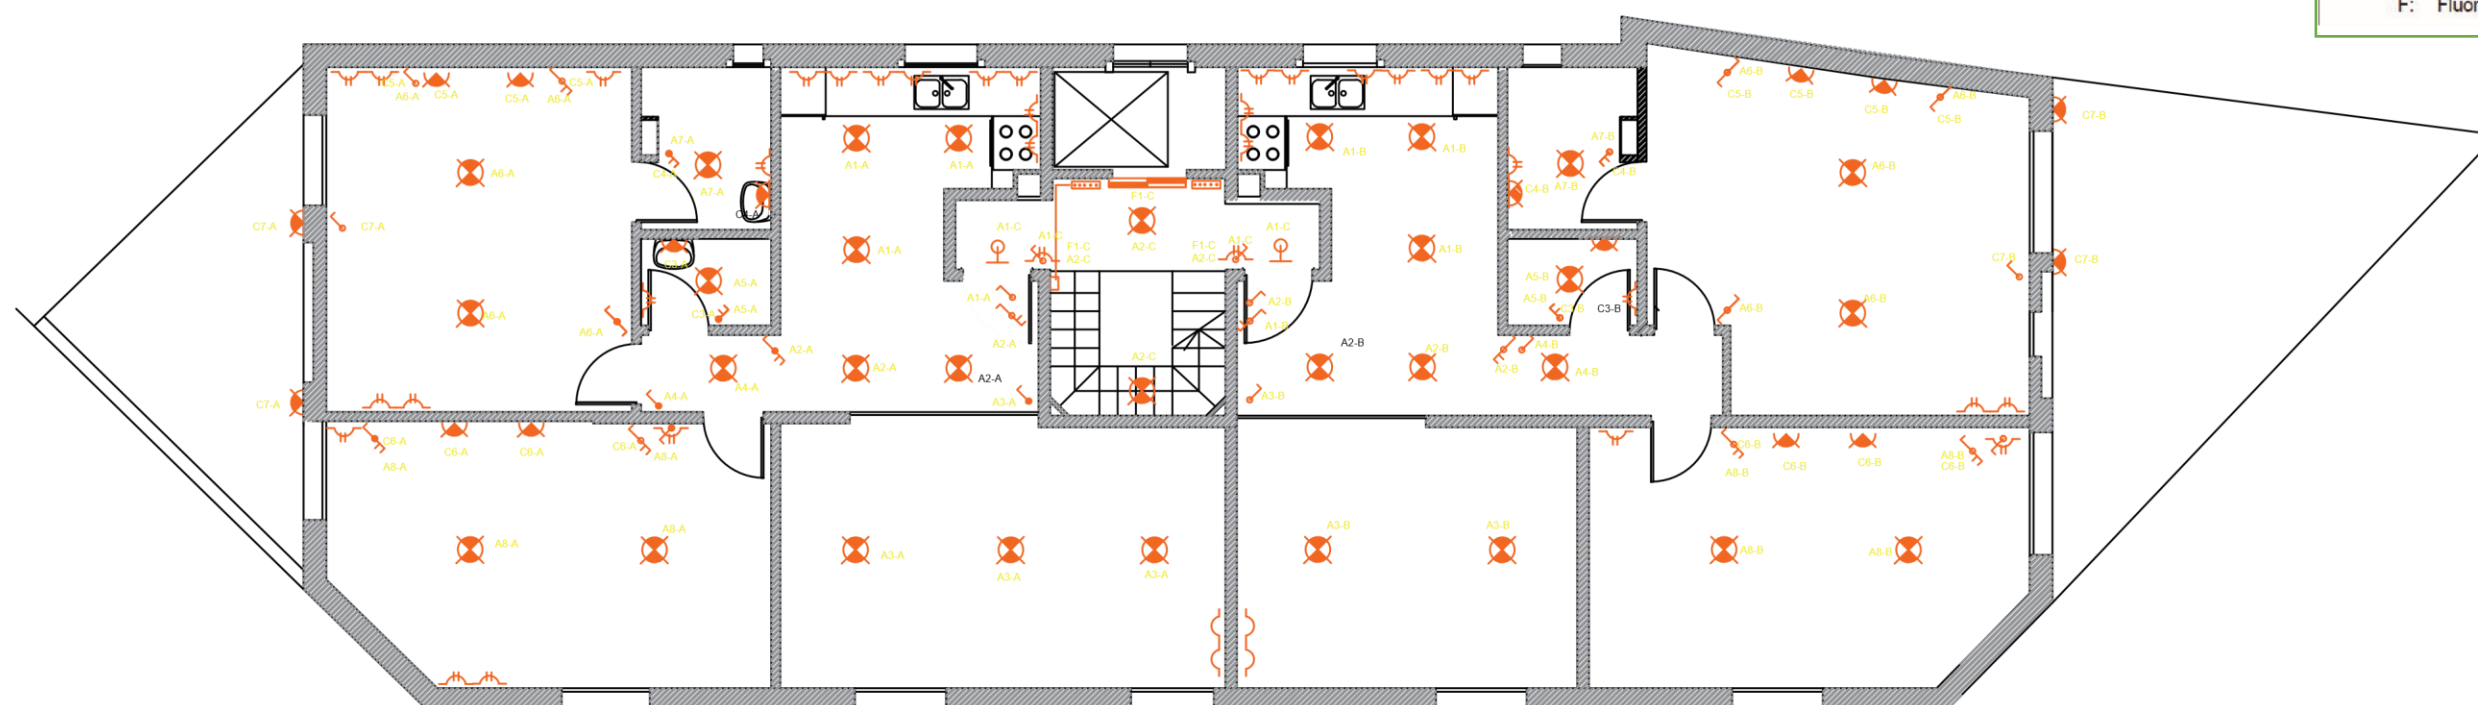 F: Fluor
C5-A
A6-A
C5-A
C5-A
A6-A
C5-A
A6-B
C5-B
C5-B
C5-B
A8-B
C5-B
C7-B
A7-A
C4-A
A7-A
C4-A
A1-A
A1-A
A1-B
A1-B
A7-B
C4-B
C4-B
A7-B
A6-A
A6-B
F1-C
C7-A
C7-A
A1-C
A1-C
F1-C
A2-C
A2-C
F1-C
A2-C
A1-C
A1-C
A1-A
A1-B
C3-A
A5-A
C3-A
A5-A
A5-B
A5-B
C3-B
C3-B
C7-B
C7-B
A6-A
A6-A
A1-A
A2-A
A2-B
A1-B
A6-B
A6-B
A2-A
A2-C
A2-B
A2-B
A2-B
A4-B
A4-B
A4-A
A2-A
A2-A
A4-A
A3-A
A3-B
C7-A
C6-A
A8-A
C6-A
C6-A
C6-A
A8-A
C6-B
A8-B
C6-B
C6-B
A8-B
C6-B
A8-A
A8-A
A3-A
A3-A
A3-A
A3-B
A3-B
A8-B
A8-B